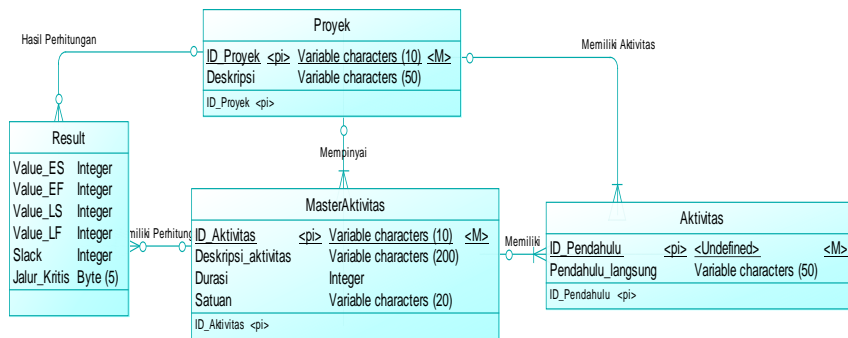 Proyek
ID_Proyek <pi> Variable characters (10) <M>
Deskripsi Variable characters (50)
ID_Proyek <pi>
Hasil Perhitungan
Memiliki Aktivitas
Mempinyai
Result
Value_ES Integer
Value_EF Integer
Value_LS Integer
Value_LF Integer
Slack Integer
Jalur_Kritis Byte (5)
miliki Perhitung
MasterAktivitas
ID_Aktivitas <pi> Variable characters (10) <M>
Deskripsi_aktivitas Variable characters (200)
Durasi Integer
Satuan Variable characters (20)
ID_Aktivitas <pi>
Memiliki
Aktivitas
ID_Pendahulu <pi> <Undefined> <M>
Pendahulu_langsung Variable characters (50)
ID_Pendahulu <pi>